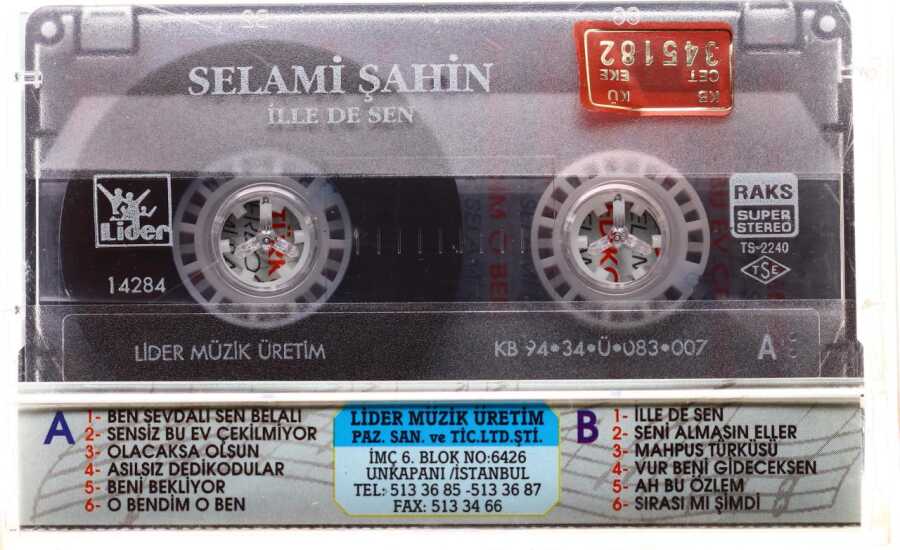 SELAMİ ŞAHİN
İLLE DE SEN
KB KÜ
CET EKE
345182
Lider
14284
RAKS
SUPER
STEREO
TS-2240
TSE
LİDER MÜZİK ÜRETİM
KB 94•34•Ü•083•007
A
A
1- BEN SEVDALI SEN BELALI
2- SENSİZ BU EV ÇEKİLMİYOR
3- OLACAKSA OLSUN
4- ASILSIZ DEDİKODULAR
5- BENİ BEKLİYOR
6- O BENDİM O BEN
LİDER MÜZİK ÜRETİM
PAZ. SAN. ve TİC.LTD.ŞTİ.
İMÇ 6. BLOK NO:6426
UNKAPANI /İSTANBUL
TEL: 513 36 85 -513 36 87
FAX: 513 34 66
B
1- İLLE DE SEN
2- SENİ ALMAŞIN ELLER
3- MAHPUS TÜRKÜSÜ
4- VUR BENİ GİDECEKSEN
5- AH BU ÖZLEM
6- SIRASI MI ŞİMDİ